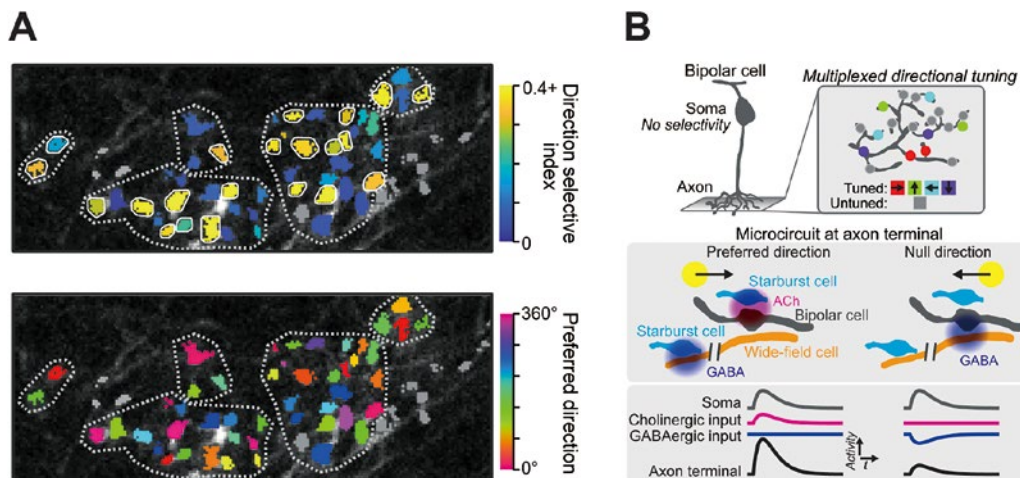 A
0.4+
0
Direction selective
index
360°
0°
Preferred direction
B
Bipolar cell
Soma
No selectivity
Axon
Multiplexed directional tuning
Tuned:
Untuned:
Microcircuit at axon terminal
Preferred direction
Null direction
Starburst cell
ACh
Bipolar cell
Starburst cell
Wide-field cell
GABA
GABA
Soma
Cholinergic input
GABAergic input
Axon terminal
Activity
τ